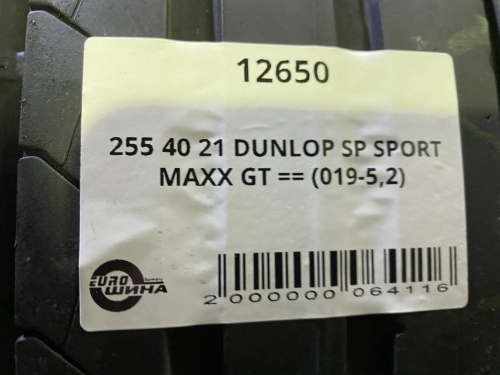 12650
255 40 21 DUNLOP SP SPORT
MAXX GT == (019-5,2)
EURO
ШИНА
2 000000 064116